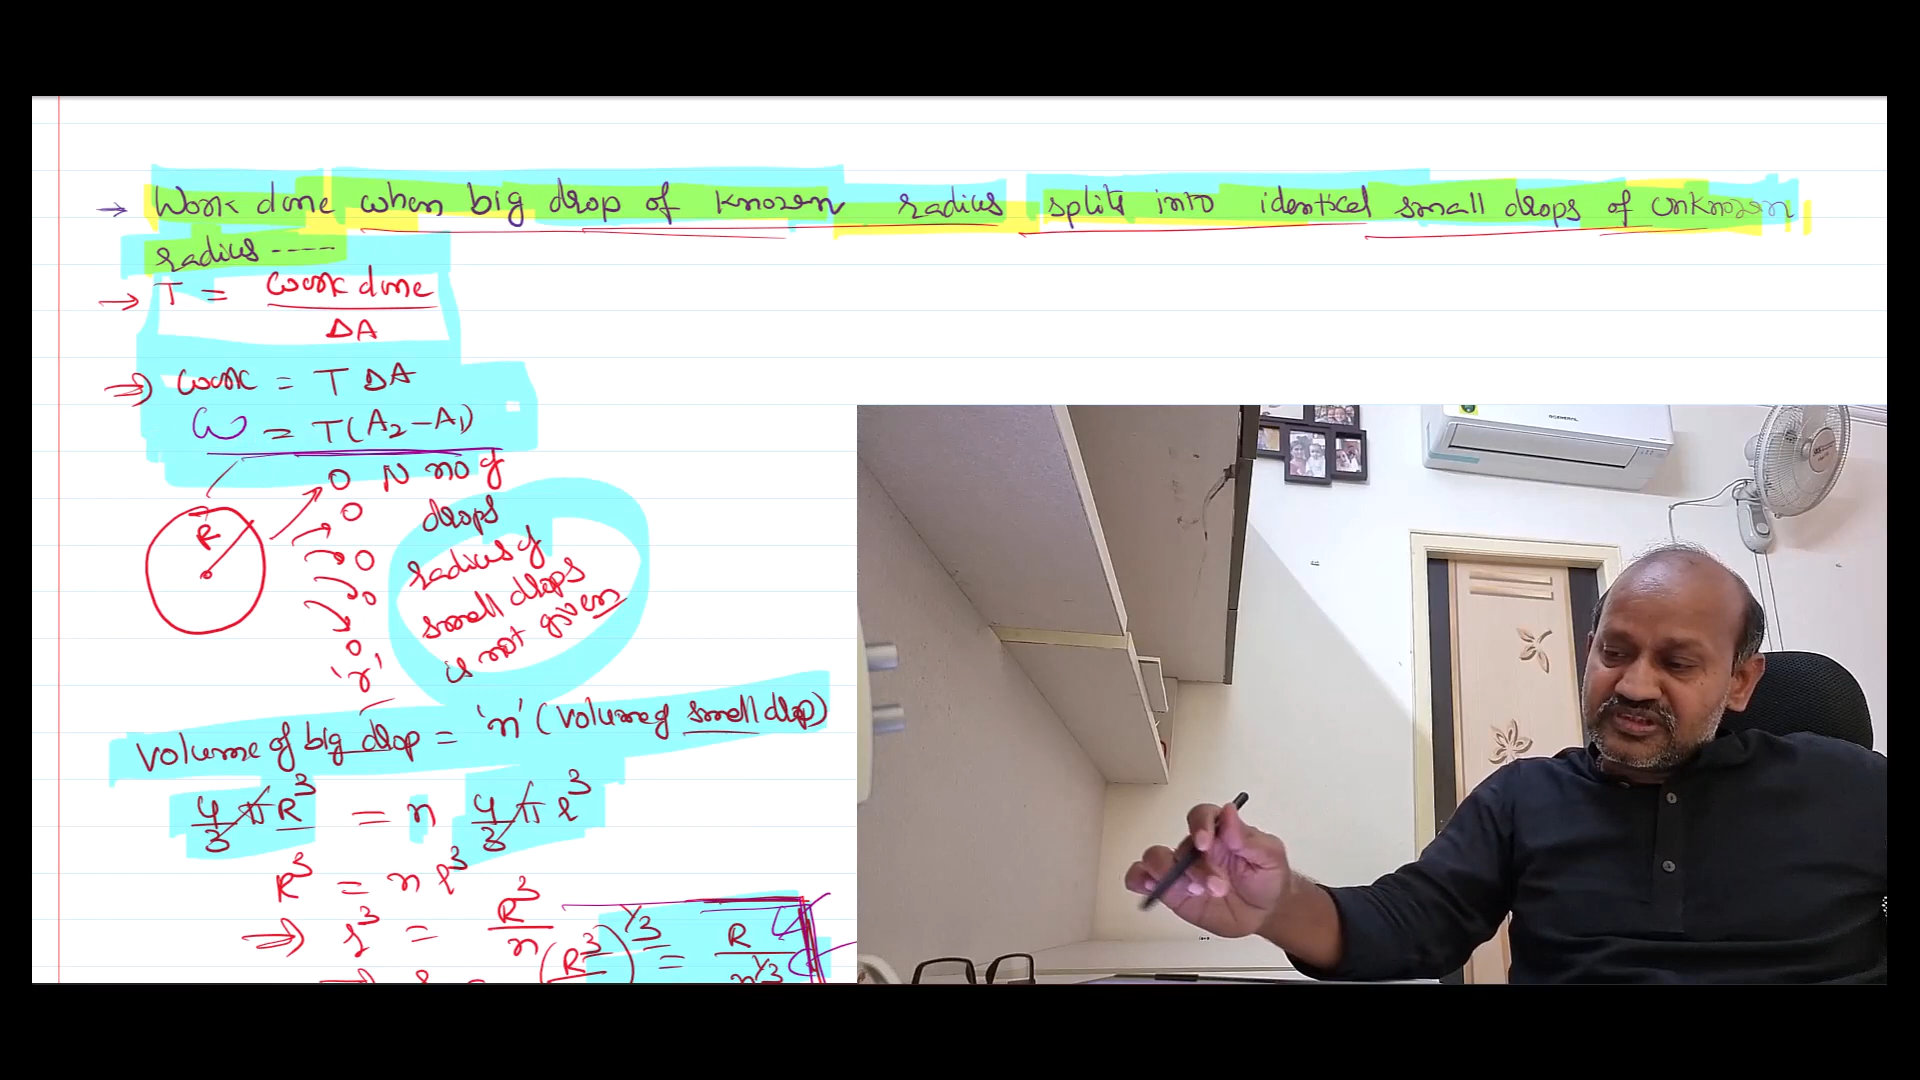 → Work done when big drop of known radius splits into identical small drops of unknown
radius -----
→ T = work done / ΔA
⇒ work = T ΔA
W = T(A₂-A₁)
N no of
drops
R
radius of
small drops
is not given
'r'
Volume of big drop = 'n' (volume of small drop)
4/3 πR³ = n 4/3 π r³
R³ = n r³
⇒ r³ = R³/n
(R³)^1/3 = R/n^1/3